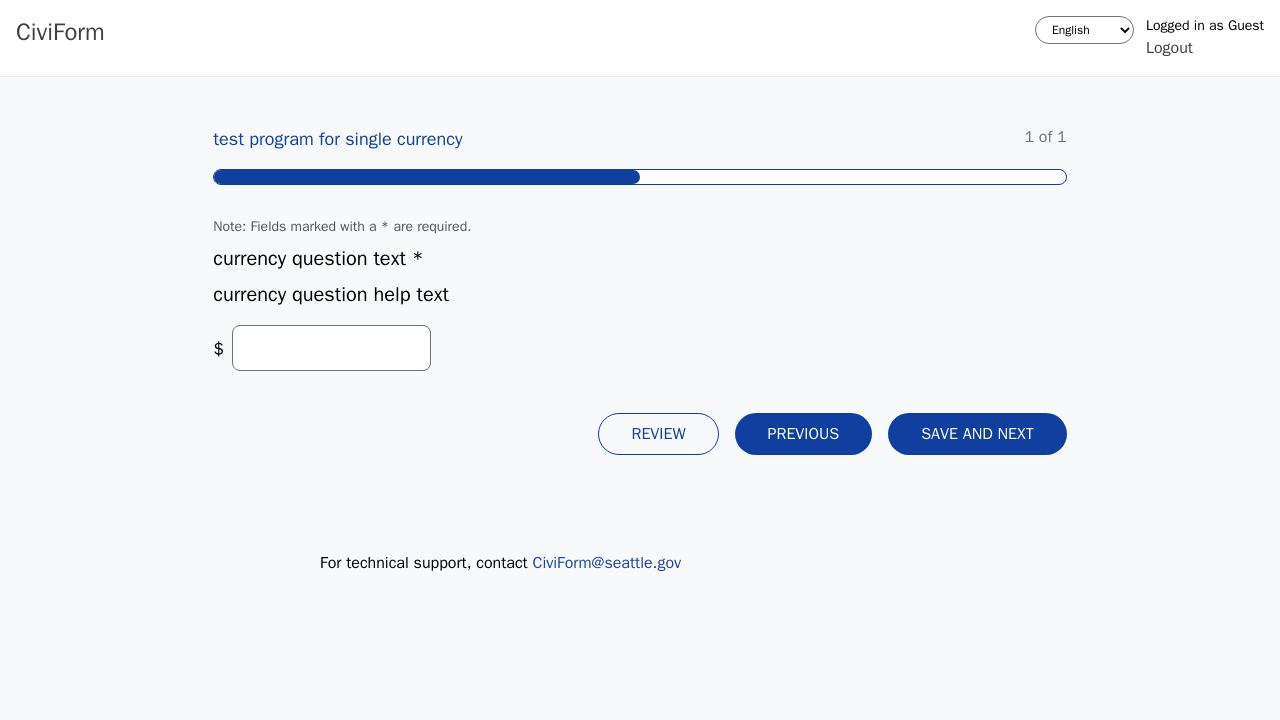 CiviForm
English
Logged in as Guest
Logout
test program for single currency
1 of 1
Note: Fields marked with a * are required.
currency question text *
currency question help text
$
REVIEW
PREVIOUS
SAVE AND NEXT
For technical support, contact CiviForm@seattle.gov